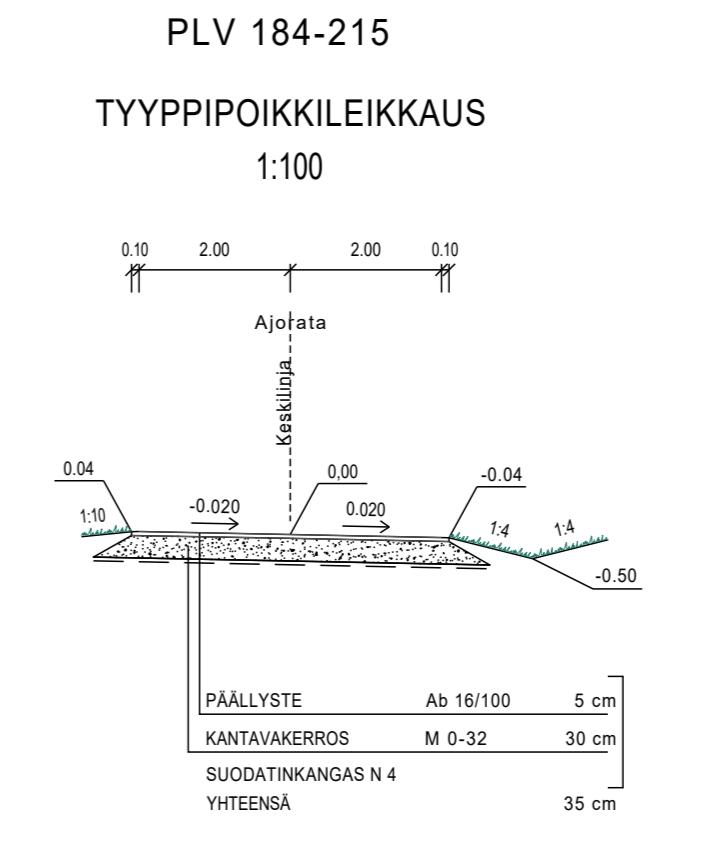 PLV 184-215
TYYPPIPOIKKILEIKKAUS
1:100
0.10 2.00 2.00 0.10
Ajorata
Keskilinja
0.04 0,00 -0.04
1:10 -0.020 0.020 1:4 1:4
-0.50
PÄÄLLYSTE Ab 16/100 5 cm
KANTAVAKERROS M 0-32 30 cm
SUODATINKANGAS N 4
YHTEENSÄ 35 cm